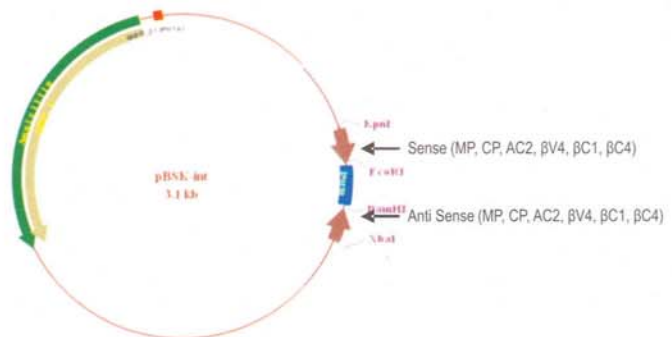 KpnI
Sense (MP, CP, AC2, βV4, βC1, βC4)
EcoRI
pBSK-int
3.1 kb
BamHI
Anti Sense (MP, CP, AC2, βV4, βC1, βC4)
XbaI